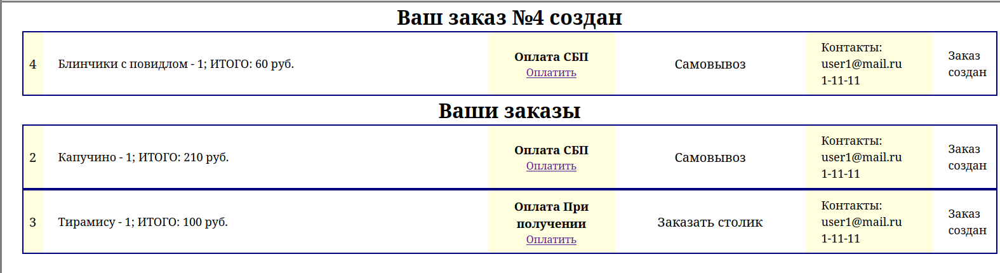 Ваш заказ №4 создан
4
Блинчики с повидлом - 1; ИТОГО: 60 руб.
Оплата СБП
Оплатить
Самовывоз
Контакты:
user1@mail.ru
1-11-11
Заказ
создан
Ваши заказы
2
Капучино - 1; ИТОГО: 210 руб.
Оплата СБП
Оплатить
Самовывоз
Контакты:
user1@mail.ru
1-11-11
Заказ
создан
3
Тирамису - 1; ИТОГО: 100 руб.
Оплата При
получении
Оплатить
Заказать столик
Контакты:
user1@mail.ru
1-11-11
Заказ
создан